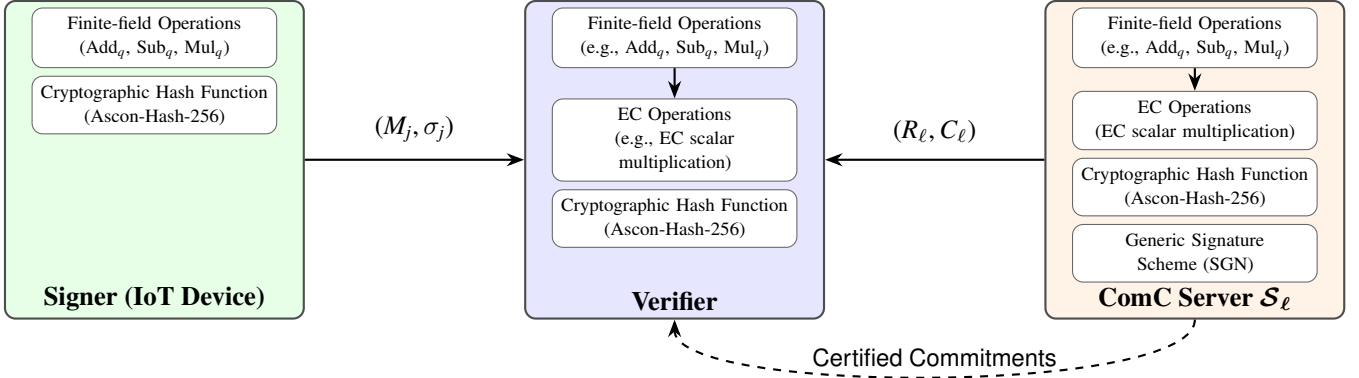 Finite-field Operations
(Add_q, Sub_q, Mul_q)
Cryptographic Hash Function
(Ascon-Hash-256)
Signer (IoT Device)
(M_j, σ_j)
Finite-field Operations
(e.g., Add_q, Sub_q, Mul_q)
EC Operations
(e.g., EC scalar
multiplication)
Cryptographic Hash Function
(Ascon-Hash-256)
Verifier
(R_ℓ, C_ℓ)
Finite-field Operations
(e.g., Add_q, Sub_q, Mul_q)
EC Operations
(EC scalar multiplication)
Cryptographic Hash Function
(Ascon-Hash-256)
Generic Signature
Scheme (SGN)
ComC Server 𝒮_ℓ
Certified Commitments